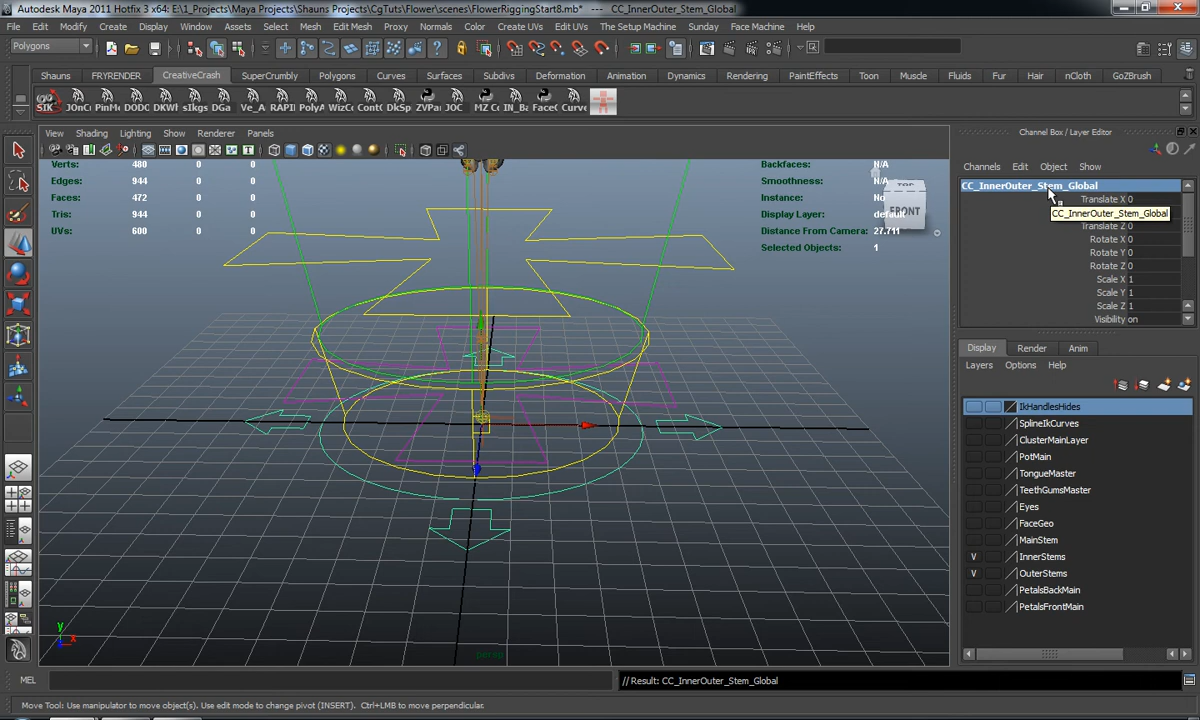 Autodesk Maya 2011 Hotfix 3 x64: E:\1_Projects\Maya Projects\Shauns Projects\CgTuts\Flower\scenes\FlowerRiggingStart8.mb* --- CC_InnerOuter_Stem_Global
File Edit Modify Create Display Window Assets Select Mesh Edit Mesh Proxy Normals Color Create UVs Edit UVs The Setup Machine Muscle Face Machine Help
Polygons
Shauns FRYRENDER CreativeCrash SuperCrumbly Polygons Curves Surfaces Subdivs Deformation Animation Dynamics Rendering PaintEffects Toon Muscle Fluids Fur Hair nCloth GoZBrush
View Shading Lighting Show Renderer Panels
Verts: 480 0 0
Edges: 944 0 0
Faces: 472 0 0
Tris: 944 0 0
UVs: 600 0 0
Backfaces: N/A
Smoothness: N/A
Instance: No
Display Layer: default
Distance From Camera: 27.711
Selected Objects: 1
TOP
FRONT
persp
y
x
Channel Box / Layer Editor
Channels Edit Object Show
CC_InnerOuter_Stem_Global
Translate X 0
CC_InnerOuter_Stem_Global
Translate Z 0
Rotate X 0
Rotate Y 0
Rotate Z 0
Scale X 1
Scale Y 1
Scale Z 1
Visibility on
Display Render Anim
Layers Options Help
IkHandlesHides
SplineIkCurves
ClusterMainLayer
PotMain
TongueMaster
TeethGumsMaster
Eyes
FaceGeo
MainStem
V InnerStems
V OuterStems
PetalsBackMain
PetalsFrontMain
MEL
// Result: CC_InnerOuter_Stem_Global
Move Tool: Use manipulator to move object(s). Use edit mode to change pivot (INSERT). Ctrl+LMB to move perpendicular.